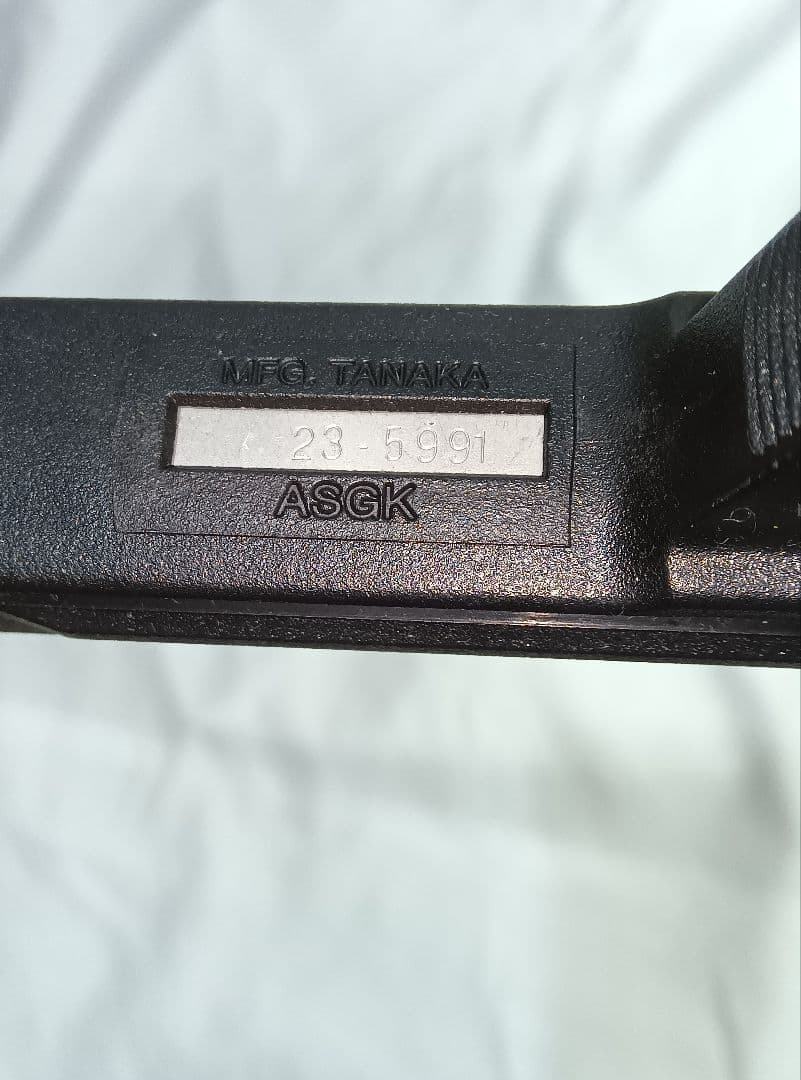 MFG. TANAKA
23-5991
ASGK